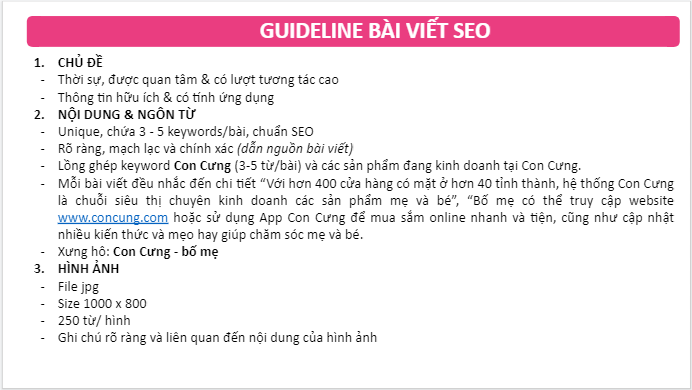 GUIDELINE BÀI VIẾT SEO
1. CHỦ ĐỀ
- Thời sự, được quan tâm & có lượt tương tác cao
- Thông tin hữu ích & có tính ứng dụng
2. NỘI DUNG & NGÔN TỪ
- Unique, chứa 3 - 5 keywords/bài, chuẩn SEO
- Rõ ràng, mạch lạc và chính xác (dẫn nguồn bài viết)
- Lồng ghép keyword Con Cưng (3-5 từ/bài) và các sản phẩm đang kinh doanh tại Con Cưng.
- Mỗi bài viết đều nhắc đến chi tiết “Với hơn 400 cửa hàng có mặt ở hơn 40 tỉnh thành, hệ thống Con Cưng
là chuỗi siêu thị chuyên kinh doanh các sản phẩm mẹ và bé”, “Bố mẹ có thể truy cập website
www.concung.com hoặc sử dụng App Con Cưng để mua sắm online nhanh và tiện, cũng như cập nhật
nhiều kiến thức và mẹo hay giúp chăm sóc mẹ và bé.
- Xưng hô: Con Cưng - bố mẹ
3. HÌNH ẢNH
- File jpg
- Size 1000 x 800
- 250 từ/ hình
- Ghi chú rõ ràng và liên quan đến nội dung của hình ảnh